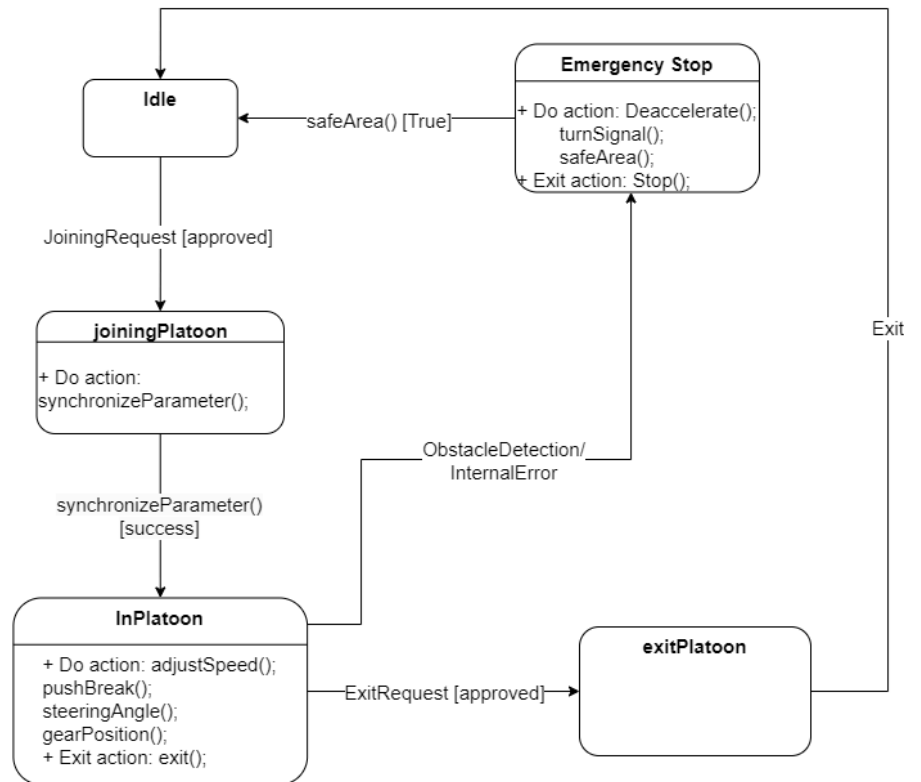 Idle
Emergency Stop
+ Do action: Deaccelerate();
turnSignal();
safeArea();
+ Exit action: Stop();
safeArea() [True]
JoiningRequest [approved]
joiningPlatoon
+ Do action:
synchronizeParameter();
Exit
ObstacleDetection/
InternalError
synchronizeParameter()
[success]
InPlatoon
+ Do action: adjustSpeed();
pushBreak();
steeringAngle();
gearPosition();
+ Exit action: exit();
ExitRequest [approved]
exitPlatoon